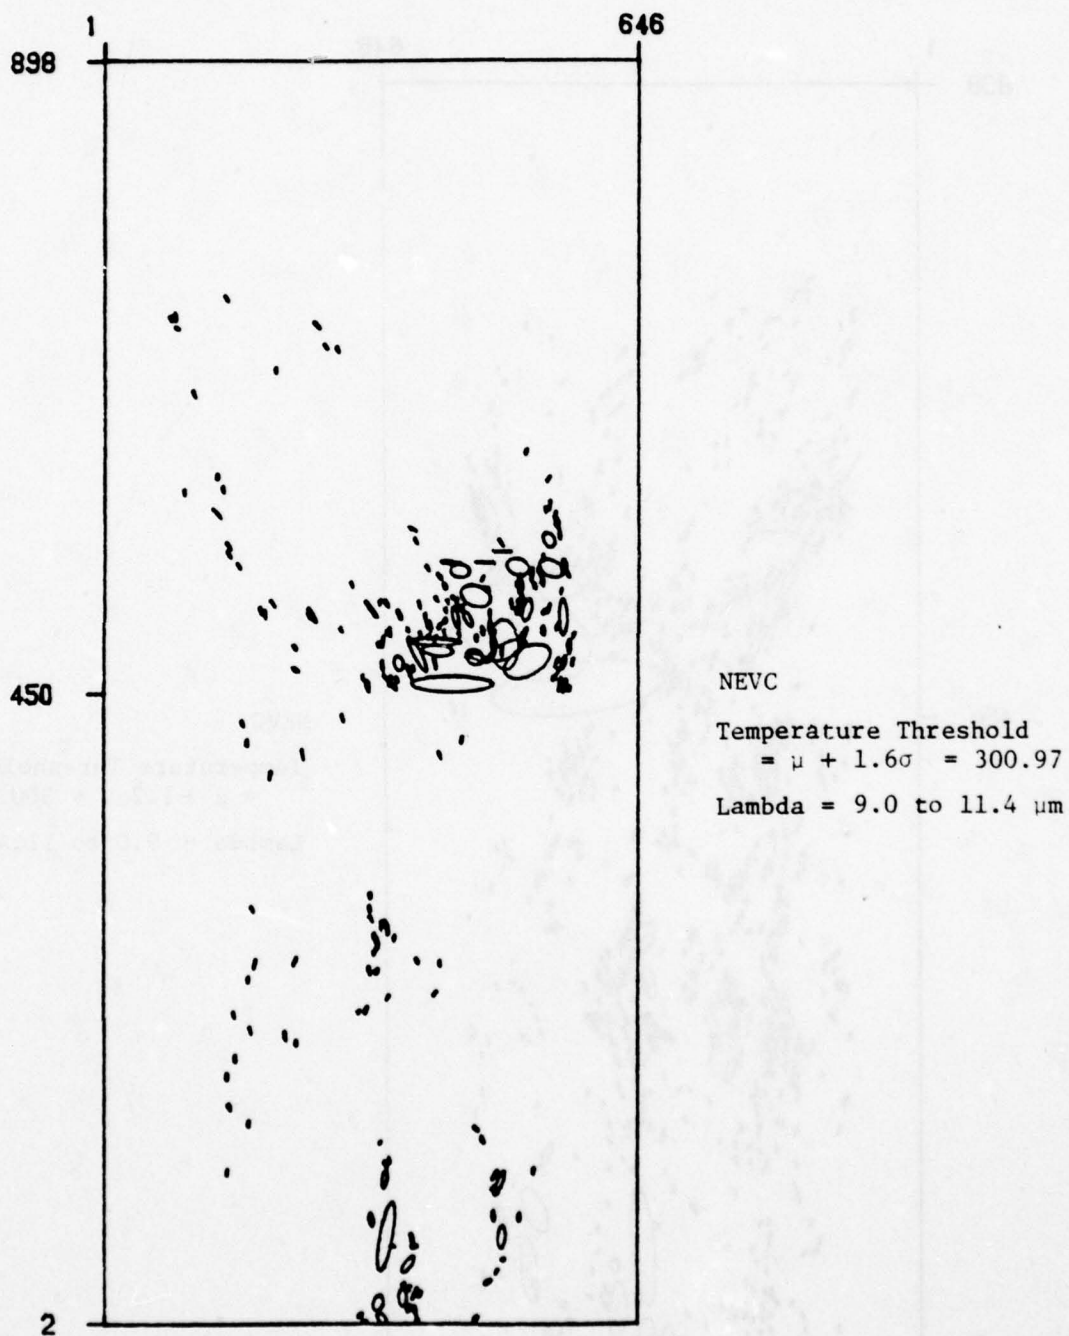 1
646
898
450
NEVC
Temperature Threshold
= μ + 1.6σ = 300.97
Lambda = 9.0 to 11.4 μm
2